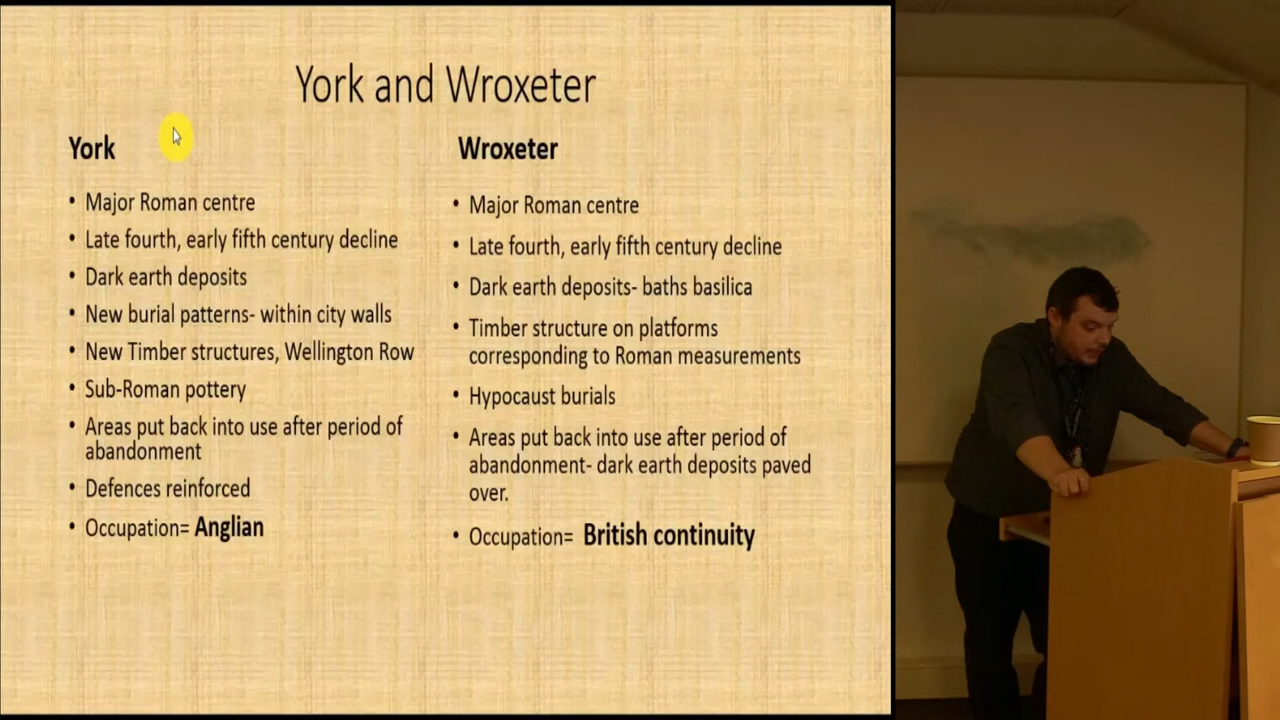 York and Wroxeter
York
• Major Roman centre
• Late fourth, early fifth century decline
• Dark earth deposits
• New burial patterns- within city walls
• New Timber structures, Wellington Row
• Sub-Roman pottery
• Areas put back into use after period of
abandonment
• Defences reinforced
• Occupation= Anglian
Wroxeter
• Major Roman centre
• Late fourth, early fifth century decline
• Dark earth deposits- baths basilica
• Timber structure on platforms
corresponding to Roman measurements
• Hypocaust burials
• Areas put back into use after period of
abandonment- dark earth deposits paved
over.
• Occupation= British continuity